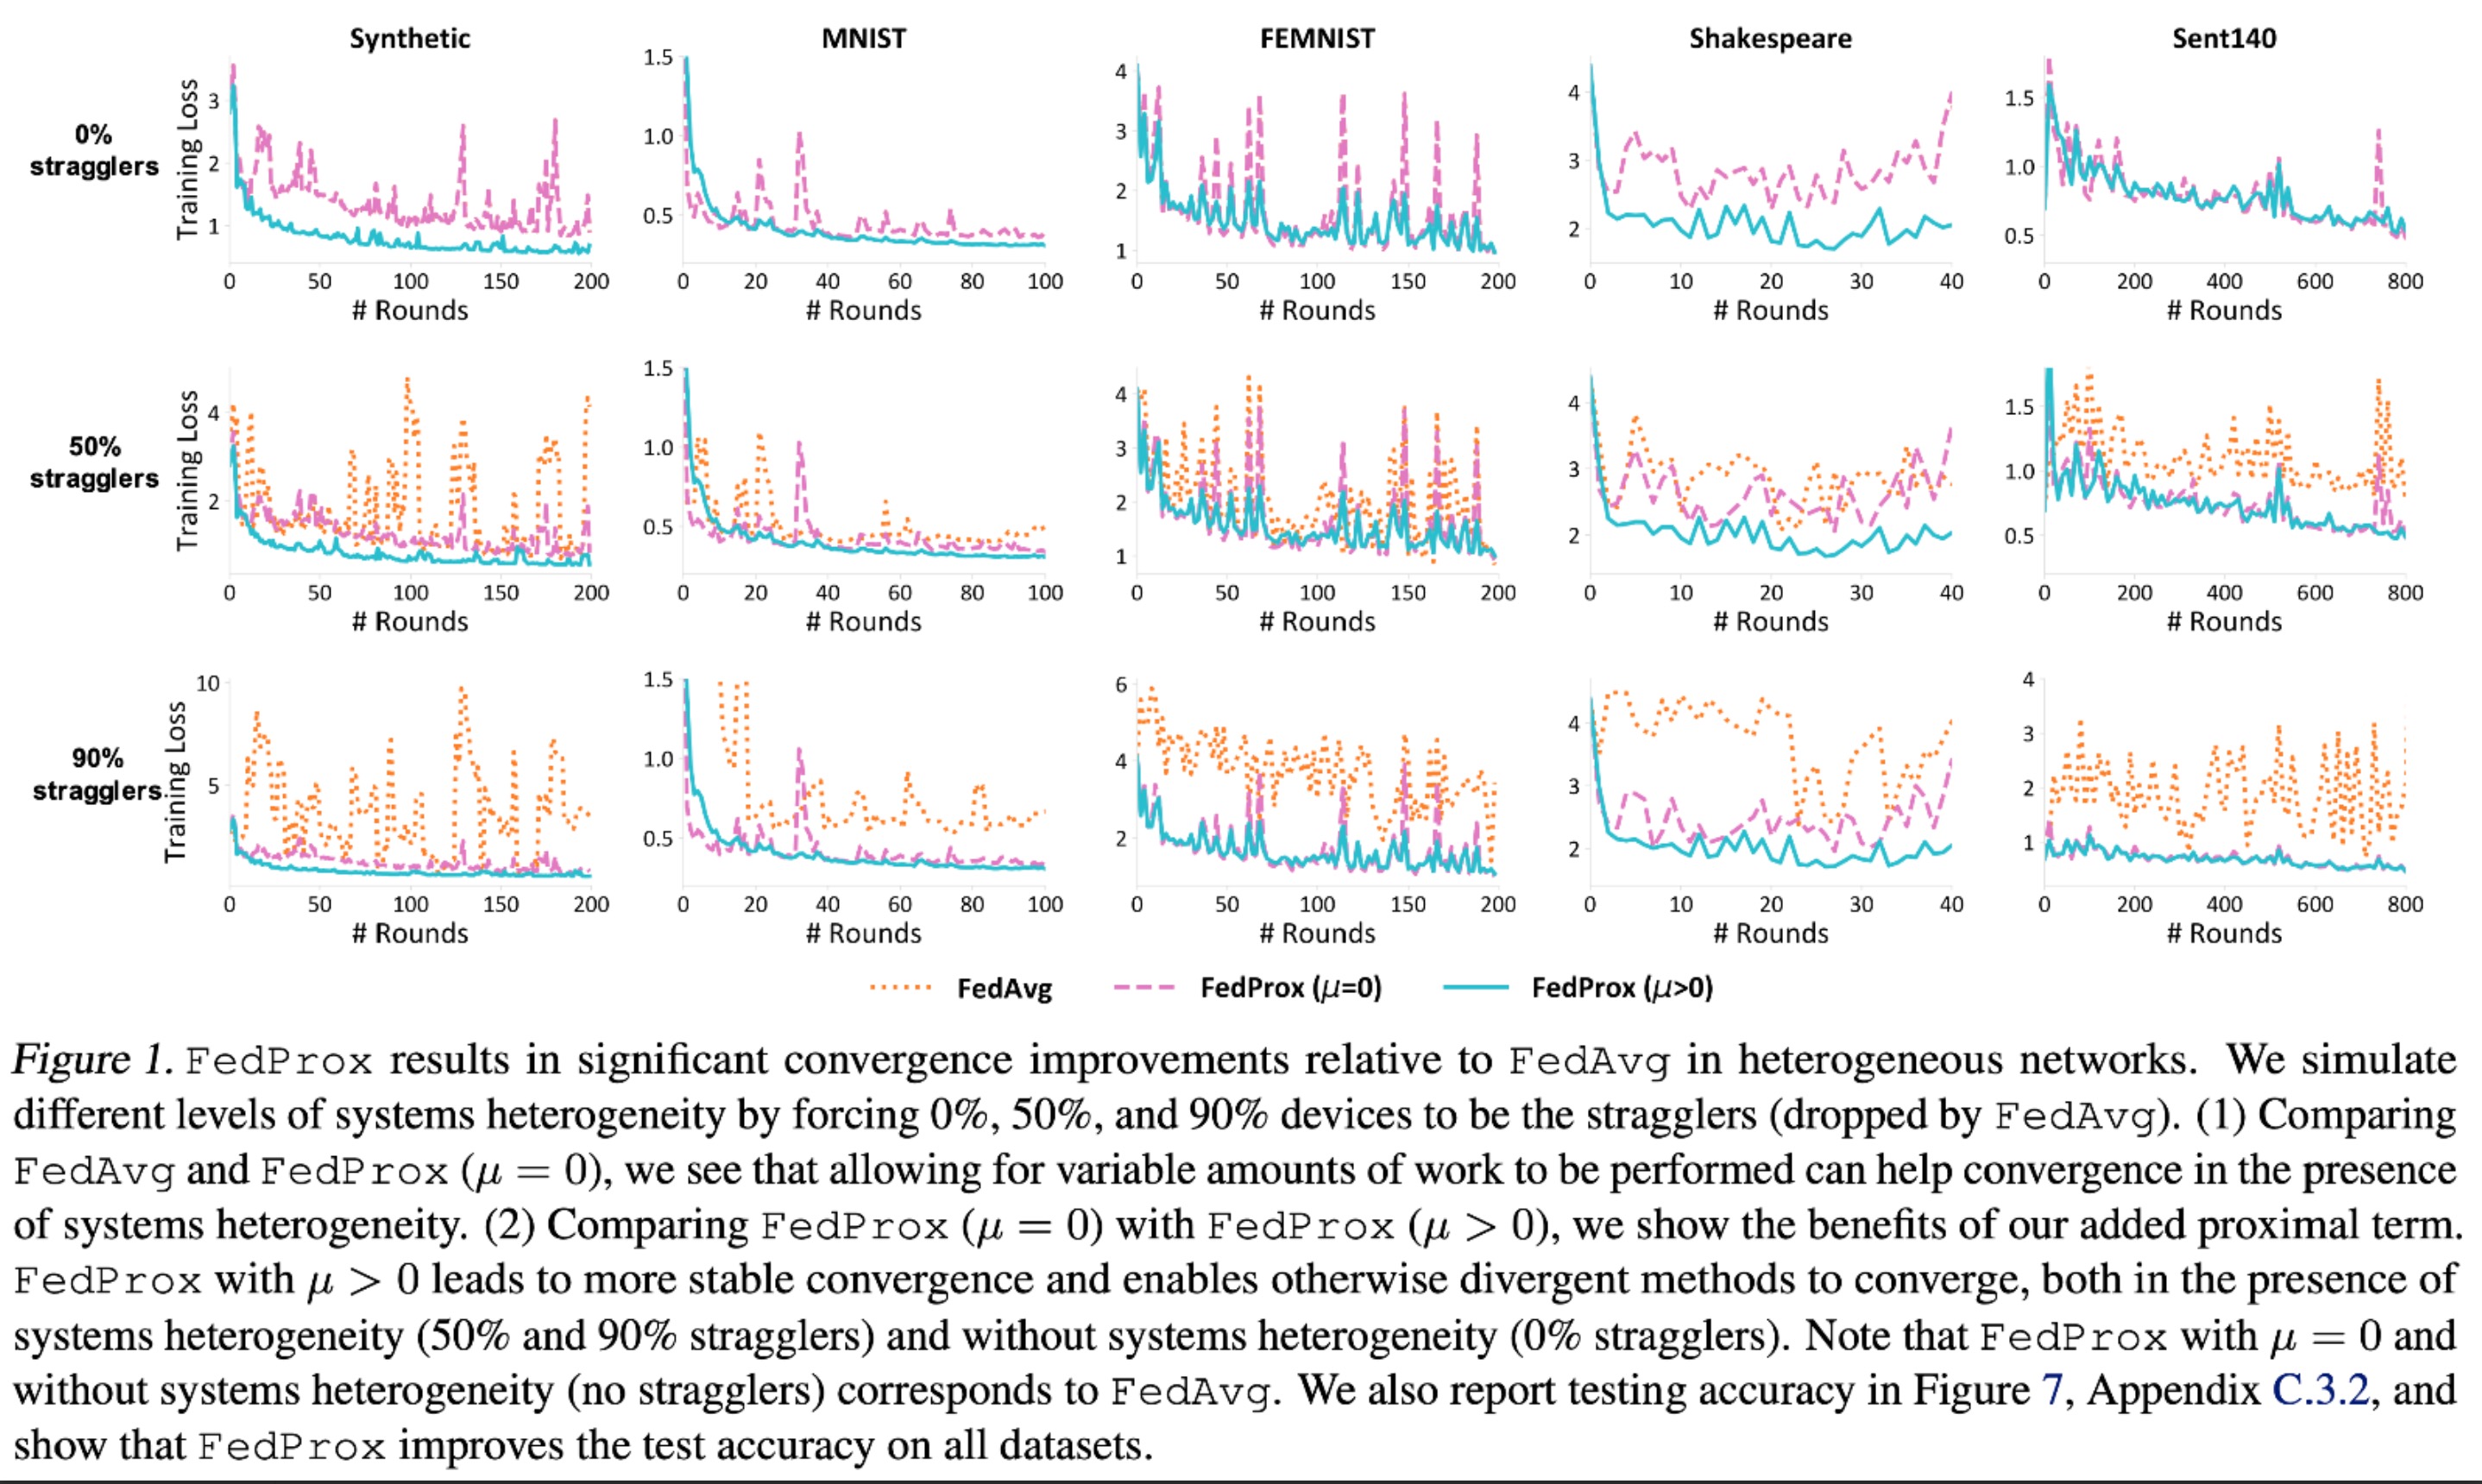 Synthetic MNIST FEMNIST Shakespeare Sent140
0%
stragglers
Training Loss
3
2
1
0 50 100 150 200
# Rounds
1.5
1.0
0.5
0 20 40 60 80 100
# Rounds
4
3
2
1
0 50 100 150 200
# Rounds
4
3
2
0 10 20 30 40
# Rounds
1.5
1.0
0.5
0 200 400 600 800
# Rounds
50%
stragglers
Training Loss
4
2
0 50 100 150 200
# Rounds
1.5
1.0
0.5
0 20 40 60 80 100
# Rounds
4
3
2
1
0 50 100 150 200
# Rounds
4
3
2
0 10 20 30 40
# Rounds
1.5
1.0
0.5
0 200 400 600 800
# Rounds
90%
stragglers
Training Loss
10
5
0 50 100 150 200
# Rounds
1.5
1.0
0.5
0 20 40 60 80 100
# Rounds
6
4
2
0 50 100 150 200
# Rounds
4
3
2
0 10 20 30 40
# Rounds
4
3
2
1
0 200 400 600 800
# Rounds
FedAvg FedProx (μ=0) FedProx (μ>0)
Figure 1. FedProx results in significant convergence improvements relative to FedAvg in heterogeneous networks. We simulate
different levels of systems heterogeneity by forcing 0%, 50%, and 90% devices to be the stragglers (dropped by FedAvg). (1) Comparing
FedAvg and FedProx (μ = 0), we see that allowing for variable amounts of work to be performed can help convergence in the presence
of systems heterogeneity. (2) Comparing FedProx (μ = 0) with FedProx (μ > 0), we show the benefits of our added proximal term.
FedProx with μ > 0 leads to more stable convergence and enables otherwise divergent methods to converge, both in the presence of
systems heterogeneity (50% and 90% stragglers) and without systems heterogeneity (0% stragglers). Note that FedProx with μ = 0 and
without systems heterogeneity (no stragglers) corresponds to FedAvg. We also report testing accuracy in Figure 7, Appendix C.3.2, and
show that FedProx improves the test accuracy on all datasets.